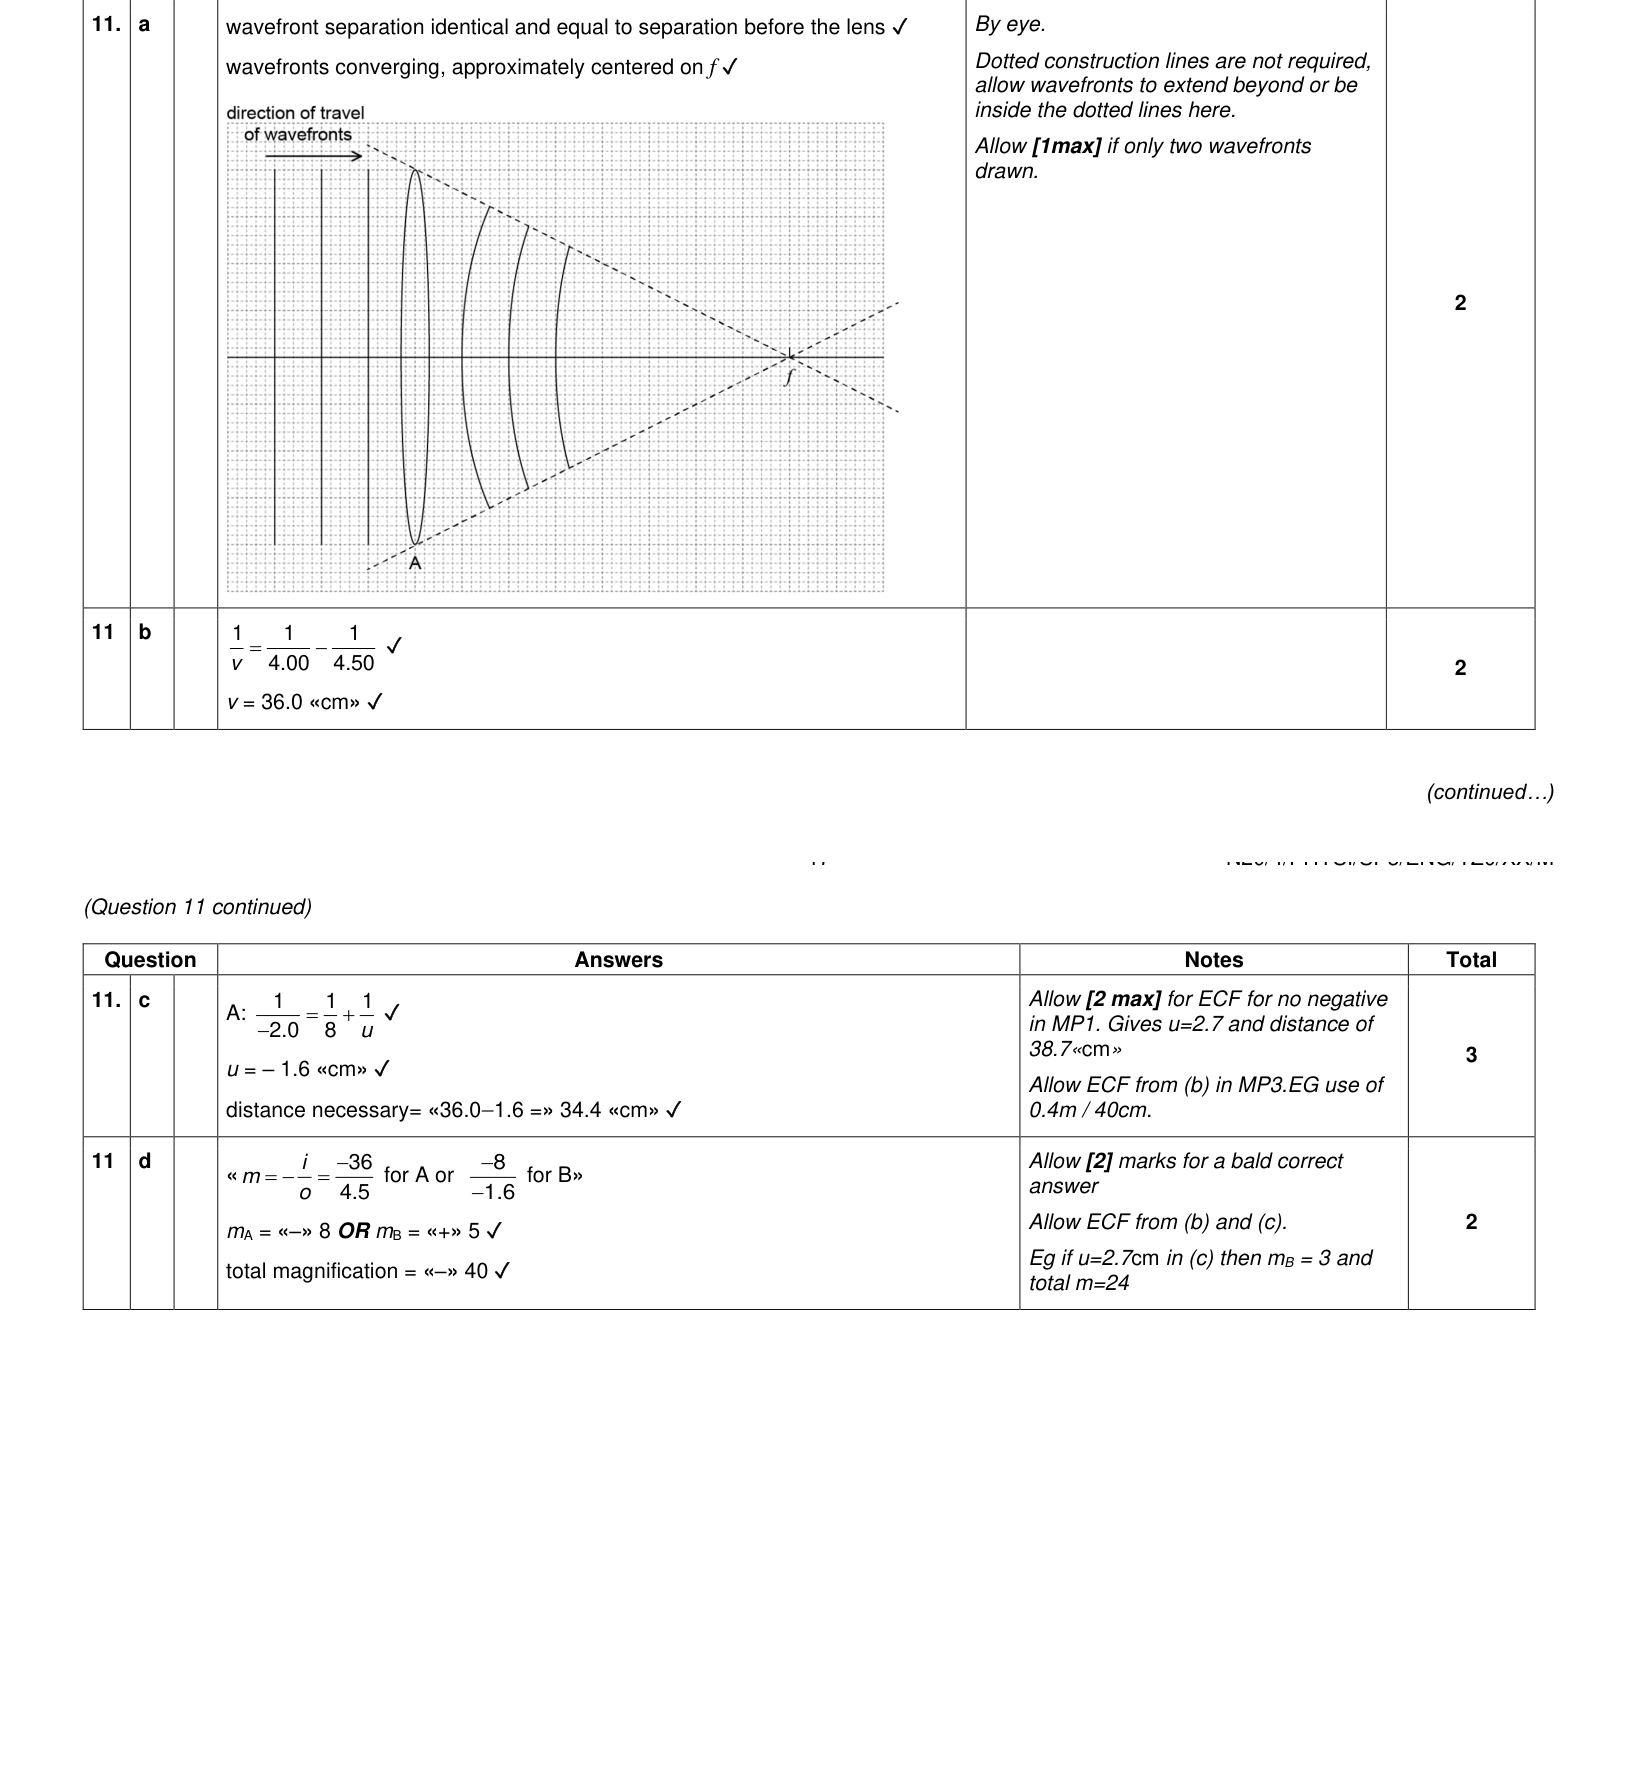 11. a wavefront separation identical and equal to separation before the lens ✓
wavefronts converging, approximately centered on f ✓
direction of travel
of wavefronts
f
A
By eye.
Dotted construction lines are not required,
allow wavefronts to extend beyond or be
inside the dotted lines here.
Allow [1max] if only two wavefronts
drawn.
2
11 b 1/v = 1/4.00 − 1/4.50 ✓
v = 36.0 «cm» ✓
2
(continued…)
(Question 11 continued)
Question Answers Notes Total
11. c A: 1/−2.0 = 1/8 + 1/u ✓
u = – 1.6 «cm» ✓
distance necessary= «36.0–1.6 =» 34.4 «cm» ✓
Allow [2 max] for ECF for no negative
in MP1. Gives u=2.7 and distance of
38.7«cm»
Allow ECF from (b) in MP3.EG use of
0.4m / 40cm.
3
11 d « m = − i/o = −36/4.5 for A or −8/−1.6 for B»
mA = «–» 8 OR mB = «+» 5 ✓
total magnification = «–» 40 ✓
Allow [2] marks for a bald correct
answer
Allow ECF from (b) and (c).
Eg if u=2.7cm in (c) then mB = 3 and
total m=24
2